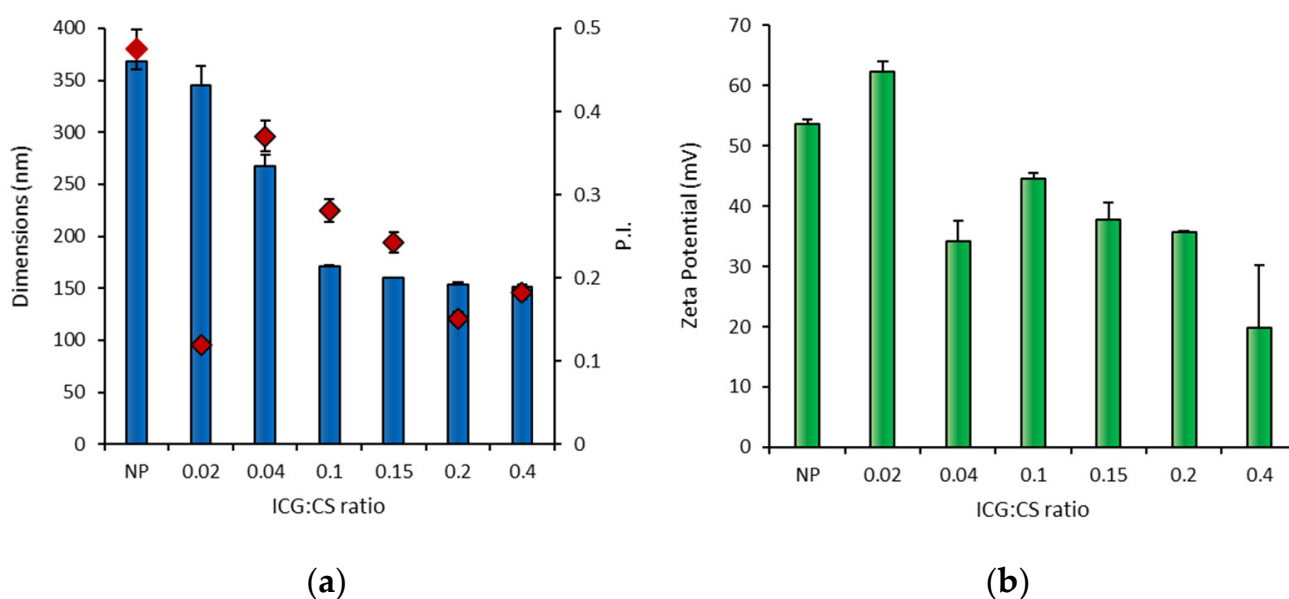 400
350
300
250
200
150
100
50
0
Dimensions (nm)
0.5
0.4
0.3
0.2
0.1
0
P.I.
NP 0.02 0.04 0.1 0.15 0.2 0.4
ICG:CS ratio
(a)
70
60
50
40
30
20
10
0
Zeta Potential (mV)
NP 0.02 0.04 0.1 0.15 0.2 0.4
ICG:CS ratio
(b)